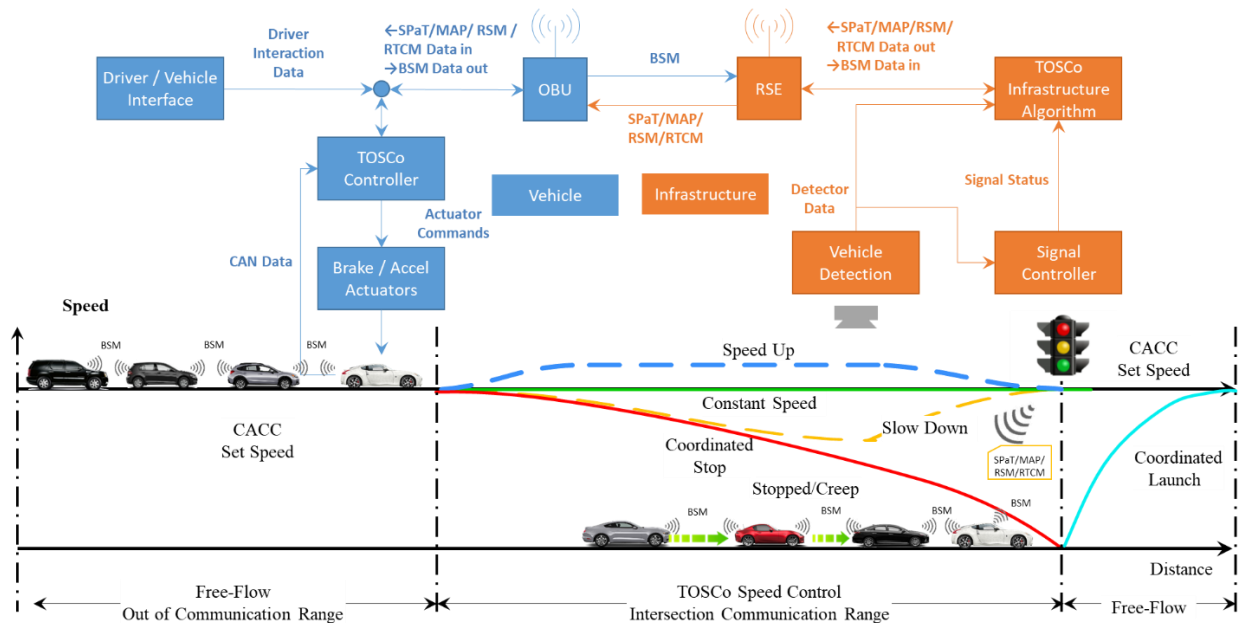 Driver
Interaction
Data
←SPaT/MAP/ RSM /
RTCM Data in
→BSM Data out
BSM
←SPaT/MAP/RSM/
RTCM Data out
→BSM Data in
Driver / Vehicle
Interface
OBU
RSE
TOSCo
Infrastructure
Algorithm
SPaT/MAP/
RSM/RTCM
TOSCo
Controller
Vehicle
Infrastructure
Detector
Data
Signal Status
Actuator
Commands
CAN Data
Brake / Accel
Actuators
Vehicle
Detection
Signal
Controller
Speed
BSM
BSM
BSM
Speed Up
CACC
Set Speed
Constant Speed
CACC
Set Speed
Slow Down
Coordinated
Stop
SPaT/MAP/
RSM/RTCM
Coordinated
Launch
Stopped/Creep
BSM
BSM
BSM
BSM
Distance
Free-Flow
Out of Communication Range
TOSCo Speed Control
Intersection Communication Range
Free-Flow